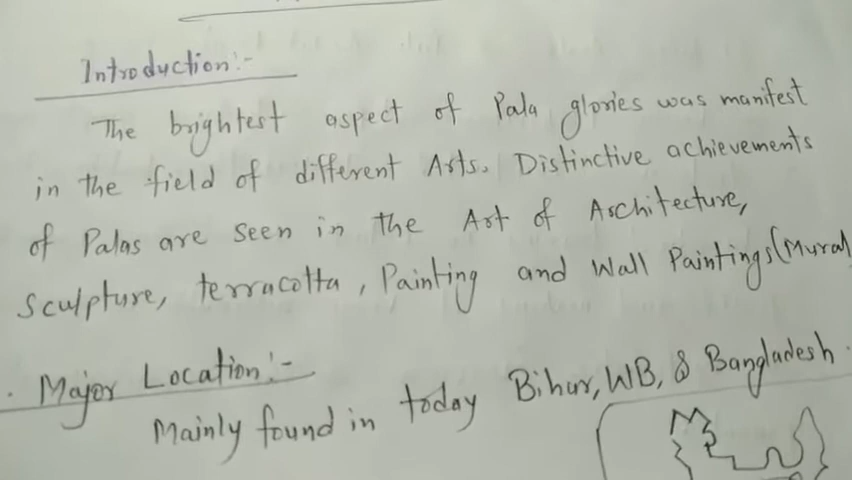 Introduction:-
The brightest aspect of Pala glories was manifest
in the field of different Arts. Distinctive achievements
of Palas are seen in the Art of Architecture,
Sculpture, terracotta, Painting and Wall Paintings(Mural
Major Location:-
Mainly found in today Bihar, WB, & Bangladesh.